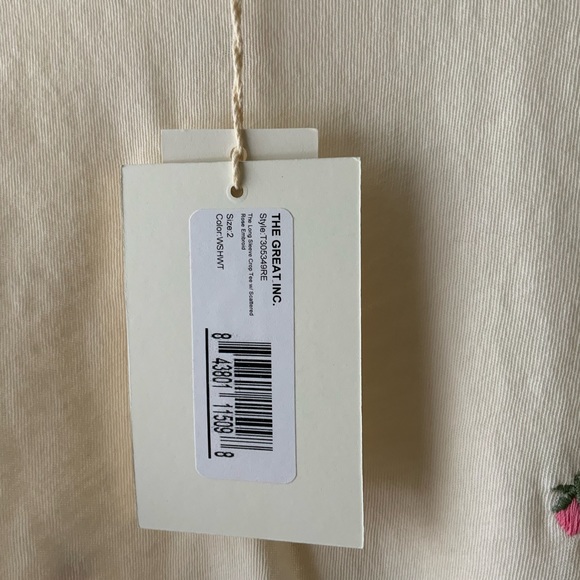 THE GREAT INC.
Style:T305349RE
The Long Sleeve Crop Tee w/ Scattered
Rose Embroid
Size:2
Color:WSHWT
8 43801 11509 8